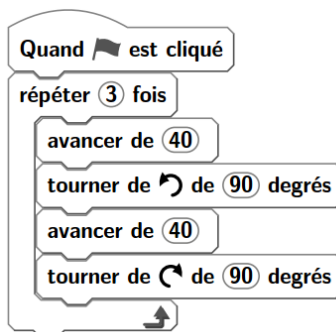 Quand est cliqué
répéter 3 fois
avancer de 40
tourner de de 90 degrés
avancer de 40
tourner de de 90 degrés